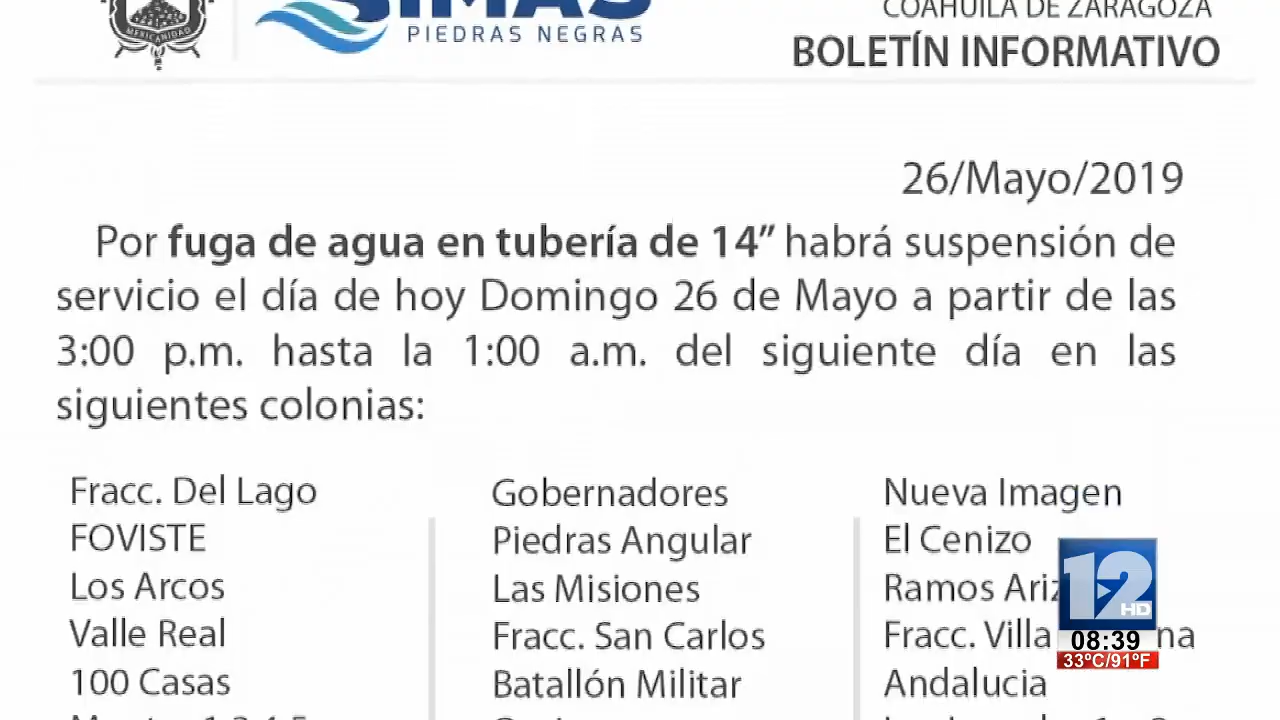 MEXICANIDAD
SIMAS
PIEDRAS NEGRAS
COAHUILA DE ZARAGOZA
BOLETÍN INFORMATIVO
26/Mayo/2019
Por fuga de agua en tubería de 14” habrá suspensión de
servicio el día de hoy Domingo 26 de Mayo a partir de las
3:00 p.m. hasta la 1:00 a.m. del siguiente día en las
siguientes colonias:
Fracc. Del Lago
FOVISTE
Los Arcos
Valle Real
100 Casas
Gobernadores
Piedras Angular
Las Misiones
Fracc. San Carlos
Batallón Militar
Nueva Imagen
El Cenizo
Ramos
Fracc. Villa
Andalucia
12
HD
08:39
33°C/91°F